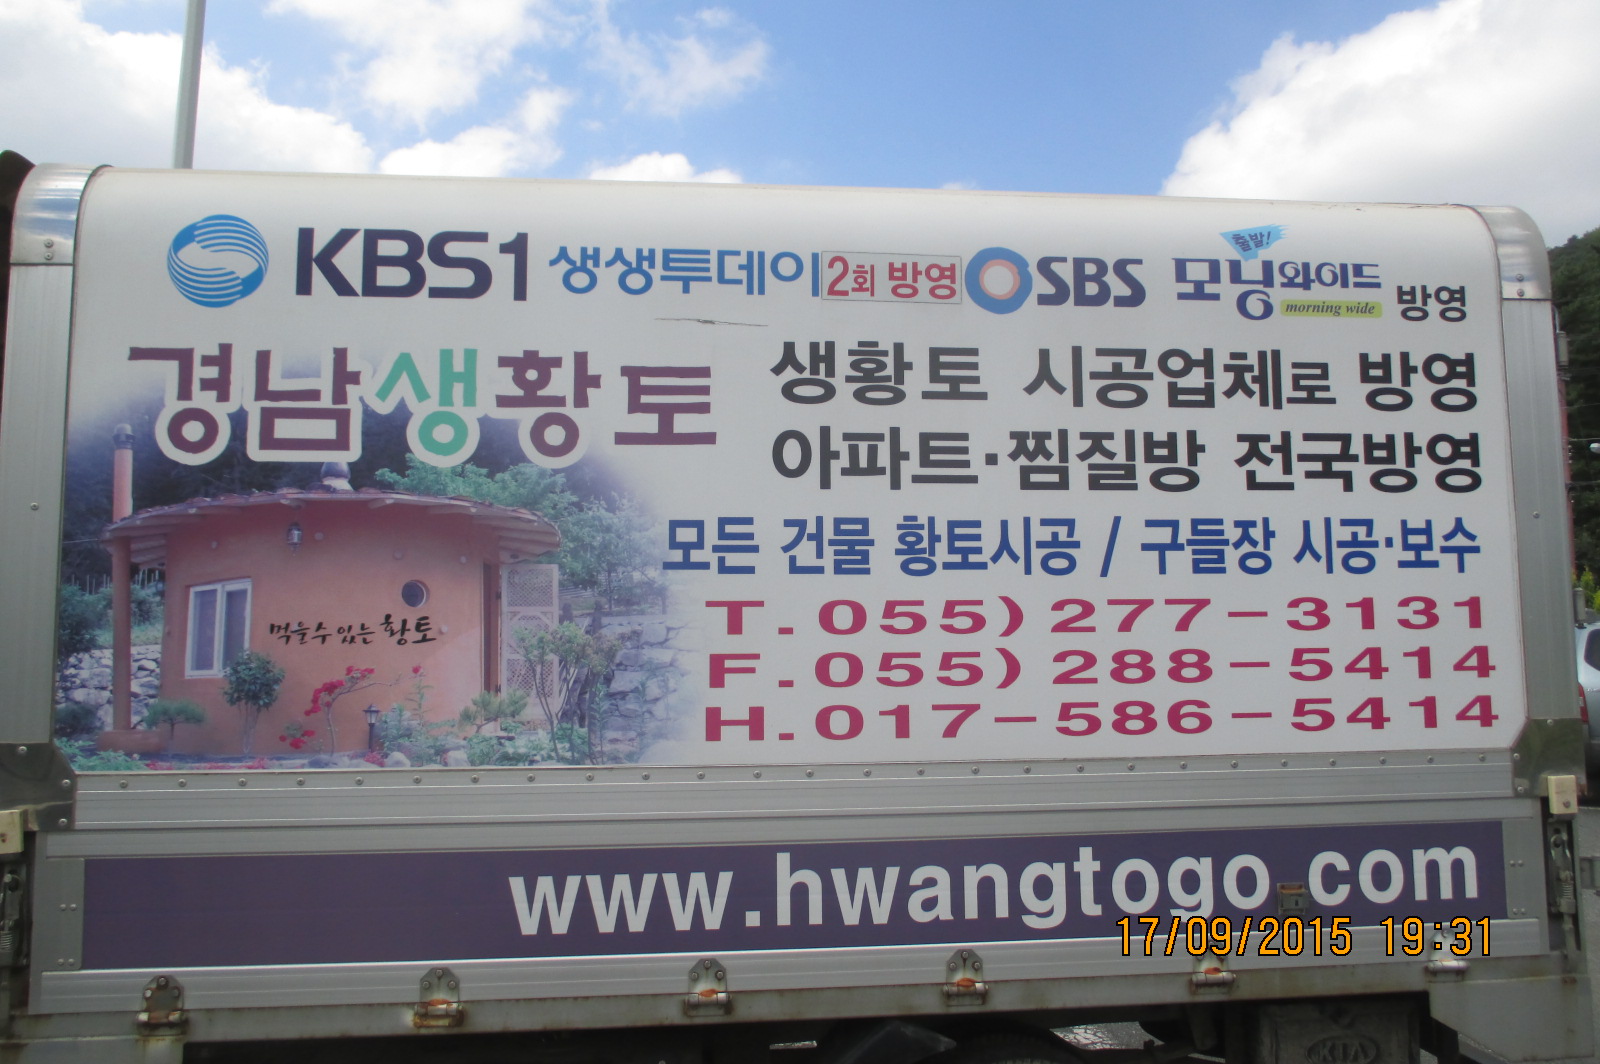 KBS1 생생투데이 2회 방영 SBS 출발! 모닝와이드 morning wide 방영
경남생황토
생황토 시공업체로 방영
아파트·찜질방 전국방영
모든 건물 황토시공 / 구들장 시공·보수
먹을수있는 황토
T. 055) 277-3131
F. 055) 288-5414
H. 017-586-5414
www.hwangtogo.com
17/09/2015 19:31
KIA